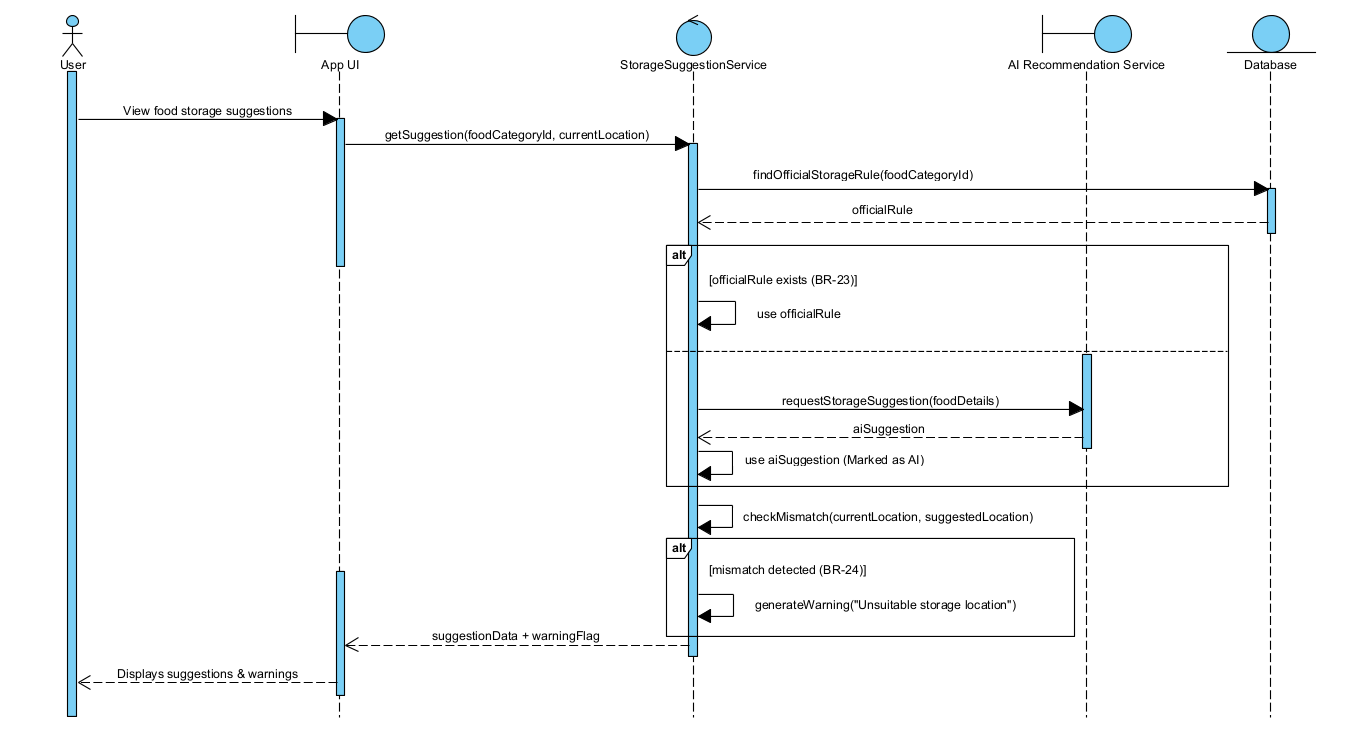 User
App UI
StorageSuggestionService
AI Recommendation Service
Database
View food storage suggestions
getSuggestion(foodCategoryId, currentLocation)
findOfficialStorageRule(foodCategoryId)
officialRule
alt
[officialRule exists (BR-23)]
use officialRule
requestStorageSuggestion(foodDetails)
aiSuggestion
use aiSuggestion (Marked as AI)
checkMismatch(currentLocation, suggestedLocation)
alt
[mismatch detected (BR-24)]
generateWarning("Unsuitable storage location")
suggestionData + warningFlag
Displays suggestions & warnings